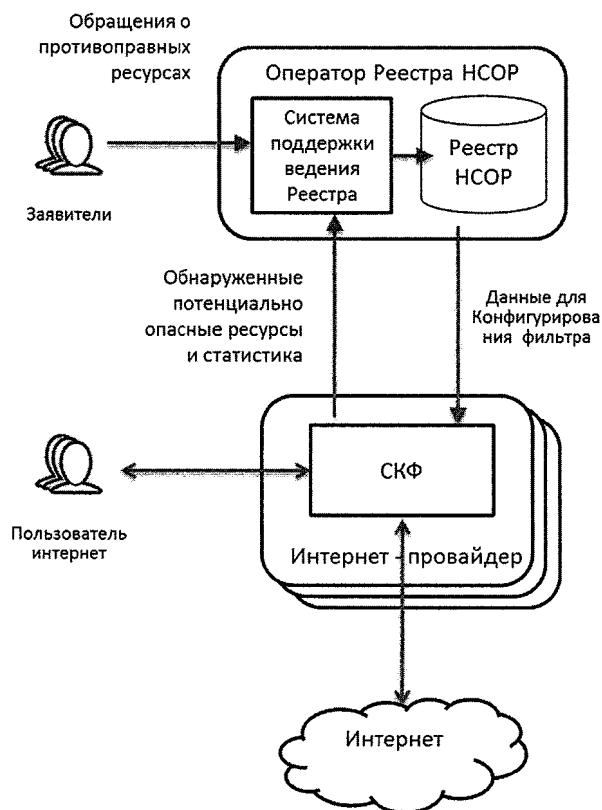 Обращения о
противоправных
ресурсах
Оператор Реестра НСОР
Система
поддержки
ведения
Реестра
Реестр
НСОР
Заявители
Обнаруженные
потенциально
опасные ресурсы
и статистика
Данные для
Конфигурирова
ния фильтра
СКФ
Пользователь
интернет
Интернет - провайдер
Интернет